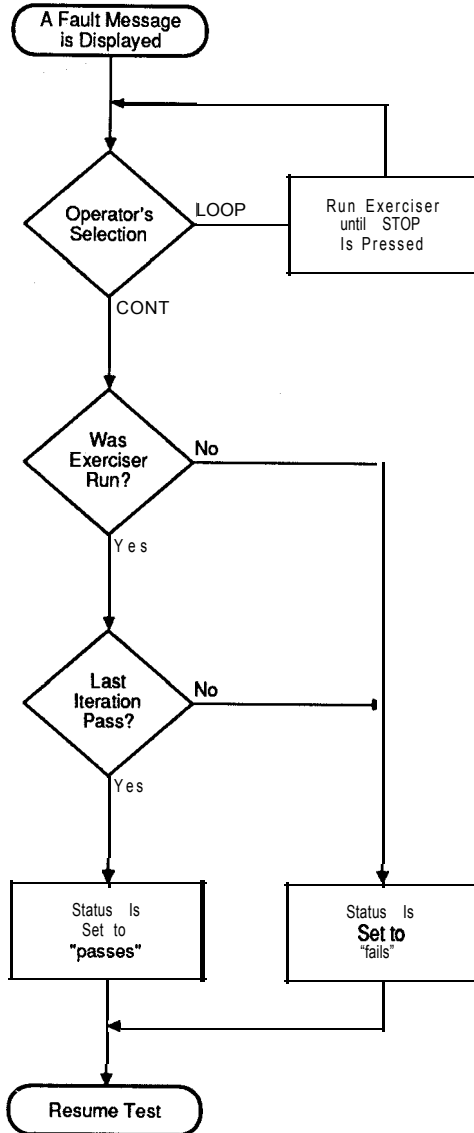 A Fault Message
is Displayed
Operator's
Selection
LOOP
Run Exerciser
until STOP
Is Pressed
CONT
Was
Exerciser
Run?
No
Yes
Last
Iteration
Pass?
No
Yes
Status Is
Set to
"passes"
Status Is
Set to
"fails"
Resume Test